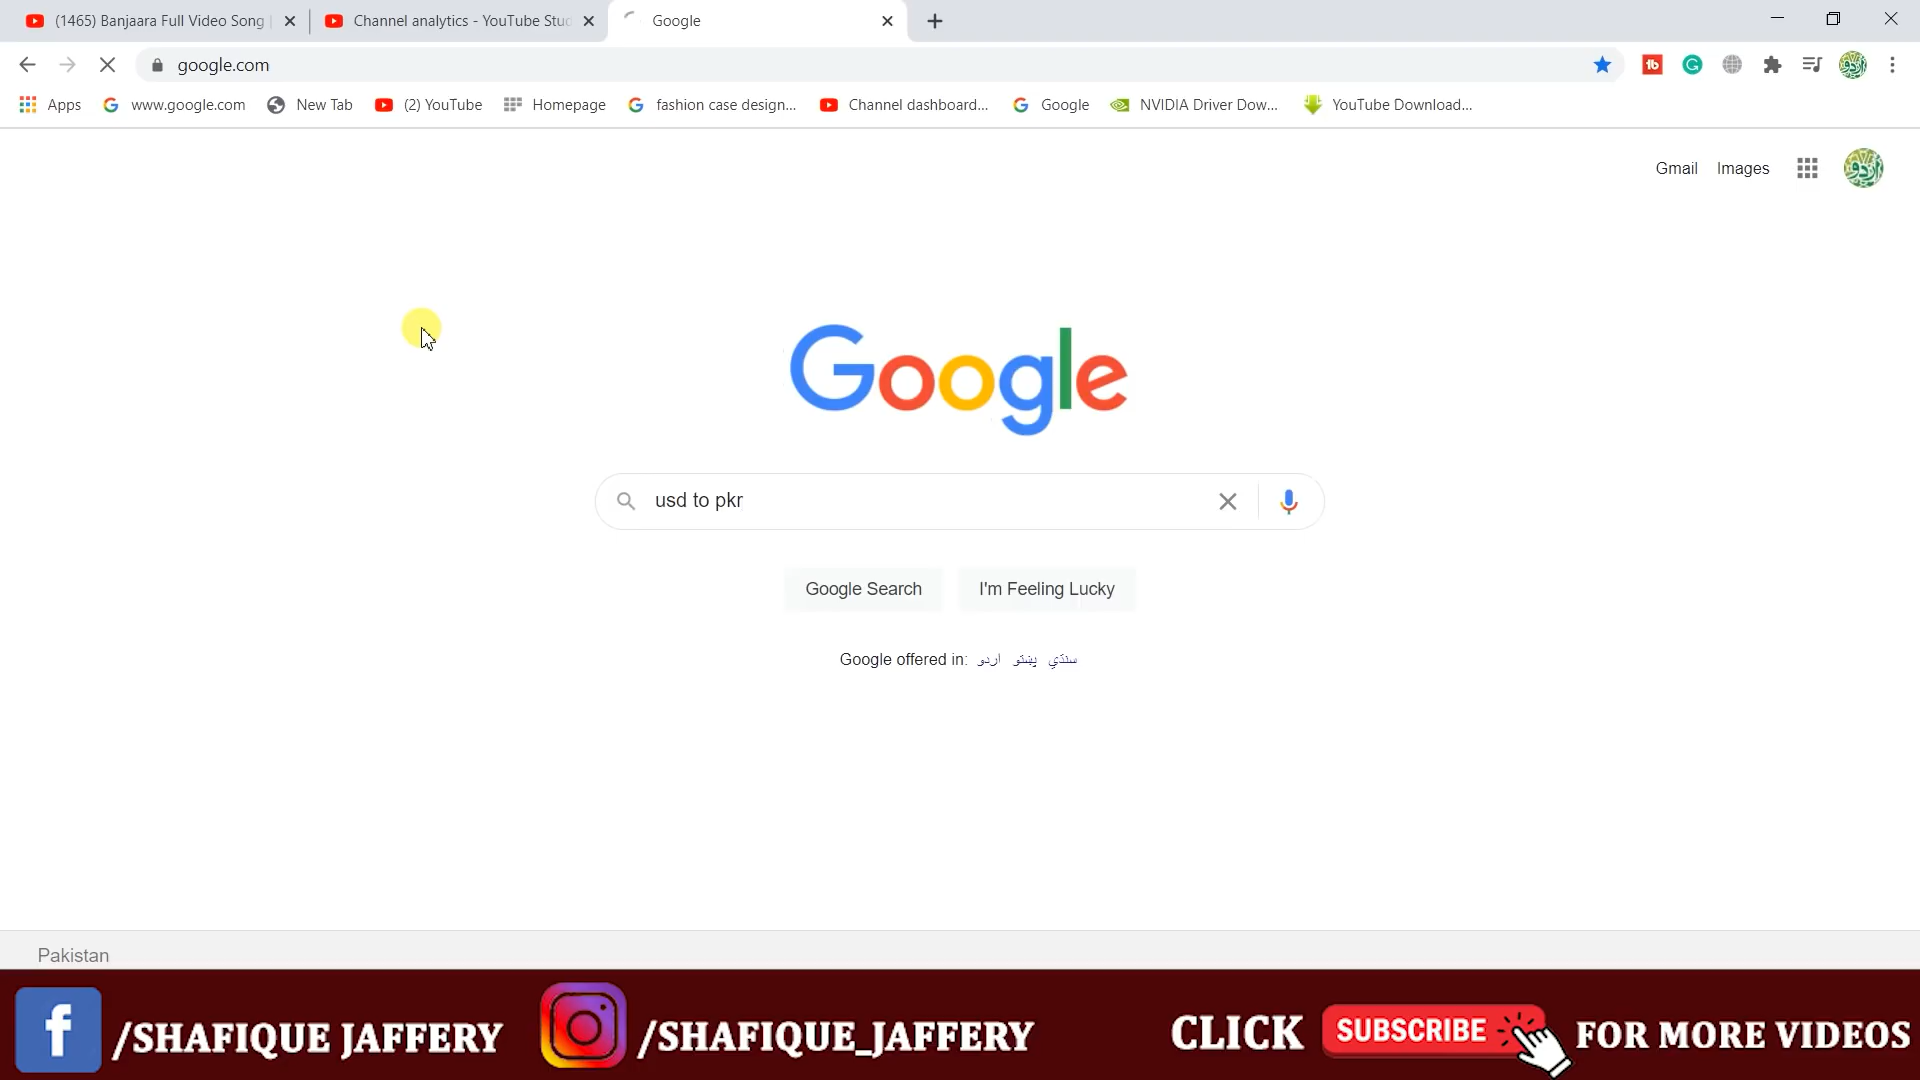 (1465) Banjaara Full Video Song
Channel analytics - YouTube Stud
Google
google.com
Apps
www.google.com
New Tab
(2) YouTube
Homepage
fashion case design...
Channel dashboard...
Google
NVIDIA Driver Dow...
YouTube Download...
Gmail Images
Google
usd to pkr
Google Search
I'm Feeling Lucky
Google offered in: اردو پښتو سنڌي
Pakistan
/SHAFIQUE JAFFERY
/SHAFIQUE_JAFFERY
CLICK SUBSCRIBE FOR MORE VIDEOS